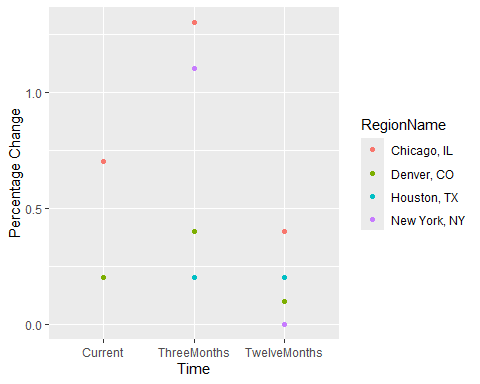 Percentage Change
1.0
0.5
0.0
Current
ThreeMonths
TwelveMonths
Time
RegionName
Chicago, IL
Denver, CO
Houston, TX
New York, NY